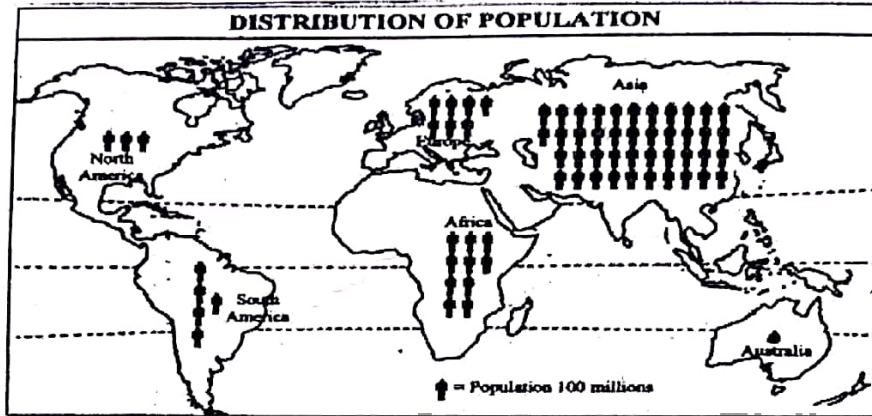 DISTRIBUTION OF POPULATION
Asia
Europe
North
America
Africa
South
America
Australia
= Population 100 millions